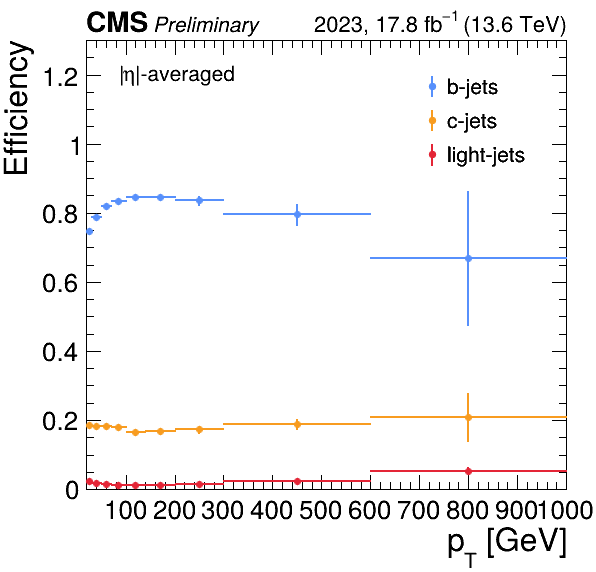 CMS Preliminary 2023, 17.8 fb⁻¹ (13.6 TeV)
|η|-averaged
b-jets
c-jets
light-jets
Efficiency
1.2
1
0.8
0.6
0.4
0.2
0
100 200 300 400 500 600 700 800 900 1000
p_T [GeV]